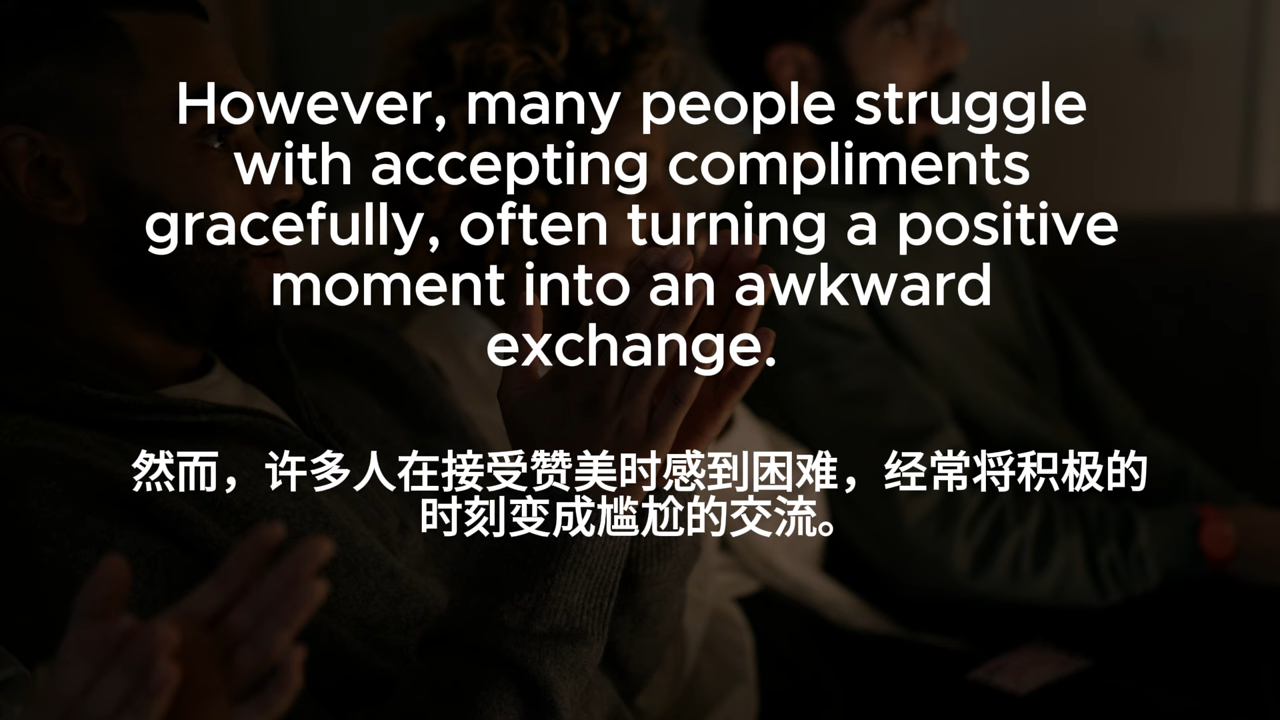 However, many people struggle
with accepting compliments
gracefully, often turning a positive
moment into an awkward
exchange.
然而，许多人在接受赞美时感到困难，经常将积极的
时刻变成尴尬的交流。